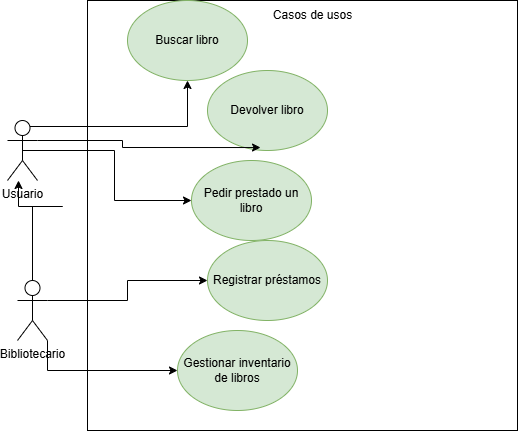 Casos de usos
Buscar libro
Devolver libro
Usuario
Pedir prestado un
libro
Registrar préstamos
Bibliotecario
Gestionar inventario
de libros